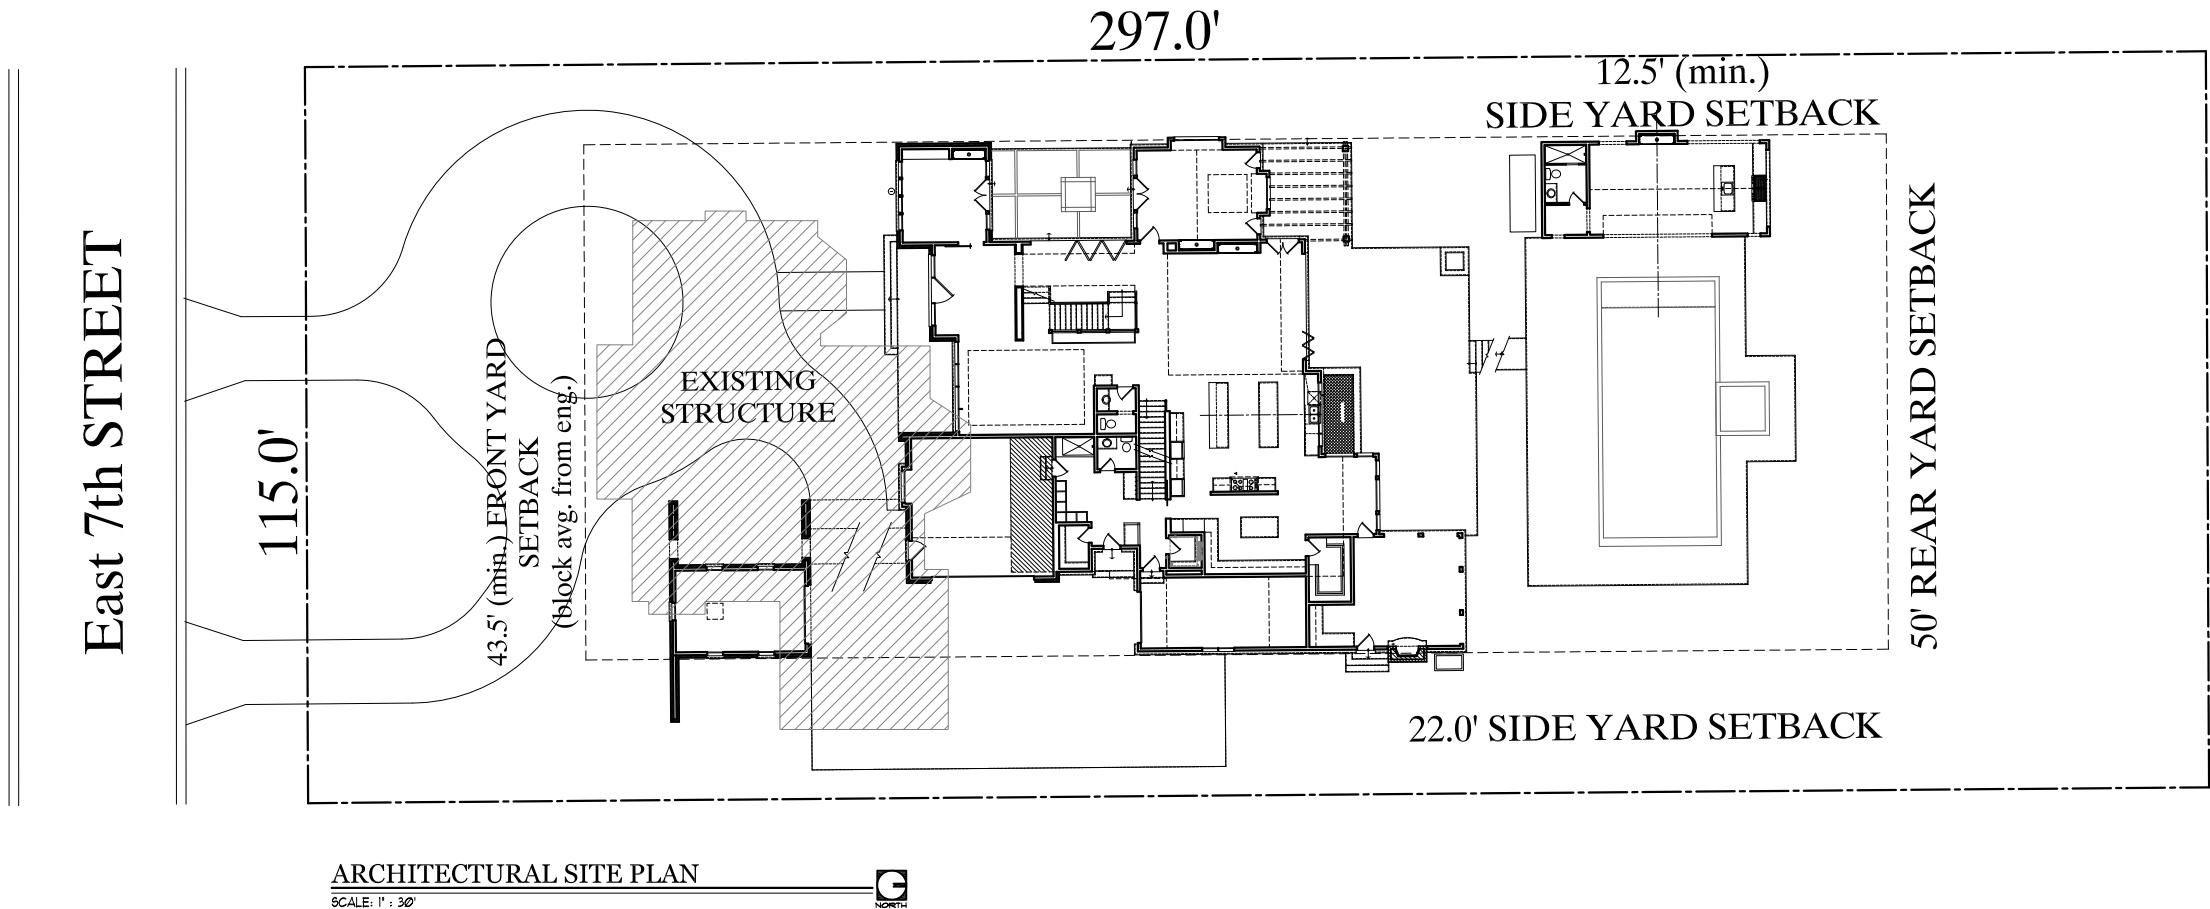 297.0'
12.5' (min.)
SIDE YARD SETBACK
East 7th STREET
115.0'
43.5' (min.) FRONT YARD
SETBACK
(block avg. from eng.)
EXISTING
STRUCTURE
50' REAR YARD SETBACK
22.0' SIDE YARD SETBACK
ARCHITECTURAL SITE PLAN
SCALE: 1" : 30'
NORTH